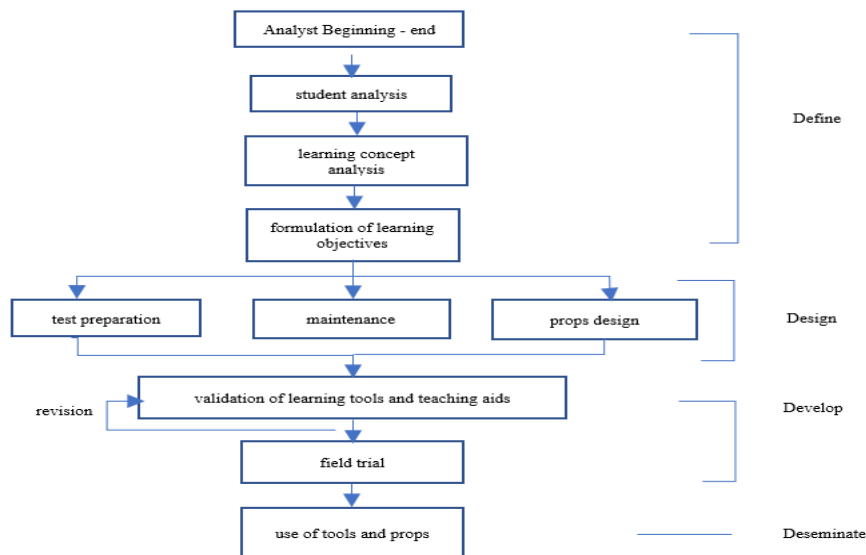 Analyst Beginning - end
student analysis
Define
learning concept
analysis
formulation of learning
objectives
test preparation
maintenance
props design
Design
validation of learning tools and teaching aids
revision
Develop
field trial
use of tools and props
Deseminate